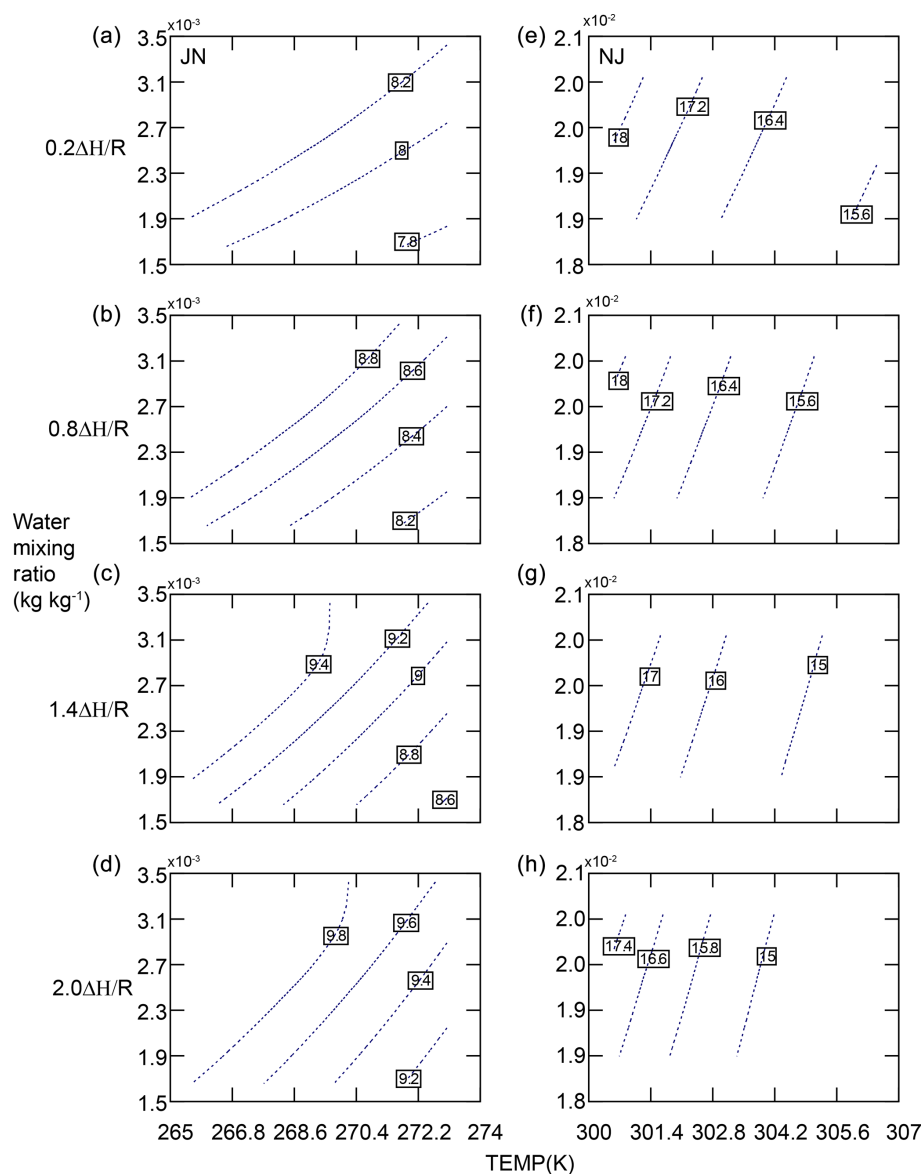 (a)
x10⁻³
JN
3.5
3.1
2.7
2.3
1.9
1.5
0.2ΔH/R
8.2
8
7.8
(e)
x10⁻²
NJ
2.1
2.0
2.0
1.9
1.9
1.8
18
17.2
16.4
15.6
(b)
x10⁻³
3.5
3.1
2.7
2.3
1.9
1.5
0.8ΔH/R
8.8
8.6
8.4
8.2
(f)
x10⁻²
2.1
2.0
2.0
1.9
1.9
1.8
18
17.2
16.4
15.6
Water
mixing
ratio
(kg kg⁻¹)
(c)
x10⁻³
3.5
3.1
2.7
2.3
1.9
1.5
1.4ΔH/R
9.4
9.2
9
8.8
8.6
(g)
x10⁻²
2.1
2.0
2.0
1.9
1.9
1.8
17
16
15
(d)
x10⁻³
3.5
3.1
2.7
2.3
1.9
1.5
2.0ΔH/R
9.8
9.6
9.4
9.2
(h)
x10⁻²
2.1
2.0
2.0
1.9
1.9
1.8
17.4
16.6
15.8
15
265 266.8 268.6 270.4 272.2 274
300 301.4 302.8 304.2 305.6 307
TEMP(K)